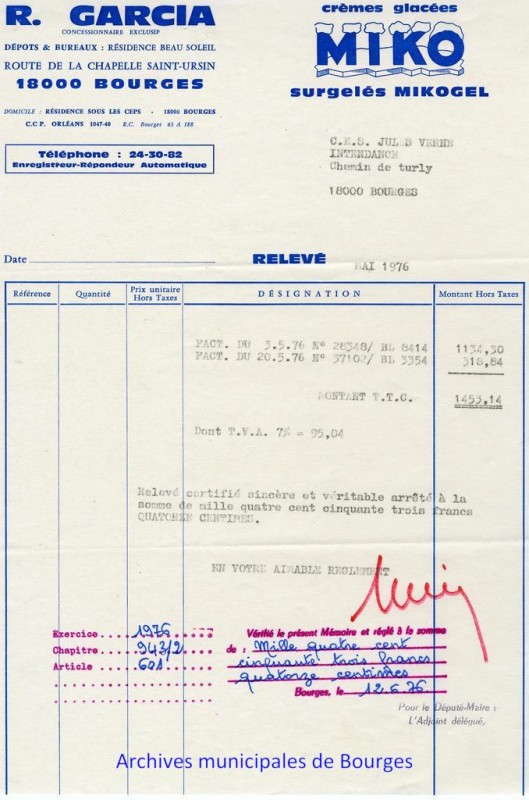 R. GARCIA
CONCESSIONNAIRE EXCLUSIF
DÉPOTS & BUREAUX : RÉSIDENCE BEAU SOLEIL
ROUTE DE LA CHAPELLE SAINT-URSIN
18000 BOURGES
DOMICILE : RÉSIDENCE SOUS LES CEPS - 18000 BOURGES
C.C.P. ORLÉANS 1047-40 R.C. Bourges 63 A 188
Téléphone : 24-30-82
Enregistreur-Répondeur Automatique
crèmes glacées
MIKO
surgelés MIKOGEL
C.E.S. JULES VERNE
INTENDANCE
Chemin de turly
18000 BOURGES
Date
RELEVÉ
MAI 1976
Référence Quantité Prix unitaire Hors Taxes DÉSIGNATION Montant Hors Taxes
FACT. DU 3.5.76 N° 28348/ BL 8414 1134,30
FACT. DU 20.5.76 N° 37102/ BL 3354 318,84
MONTANT T.T.C. 1453,14
Dont T.V.A. 7% = 95,04
Relevé certifié sincère et véritable arrêté à la
somme de mille quatre cent cinquante trois francs
QUATORZE CENTIMES.
EN VOTRE AIMABLE REGLEMENT
Exercice 1976
Chapitre 943/2
Article 601
Vérifié le présent Mémoire et réglé à la somme
de : Mille quatre cent
cinquante trois francs
quatorze centimes
Bourges, le 12.6.76
Pour le Député-Maire :
L'Adjoint délégué,
Archives municipales de Bourges